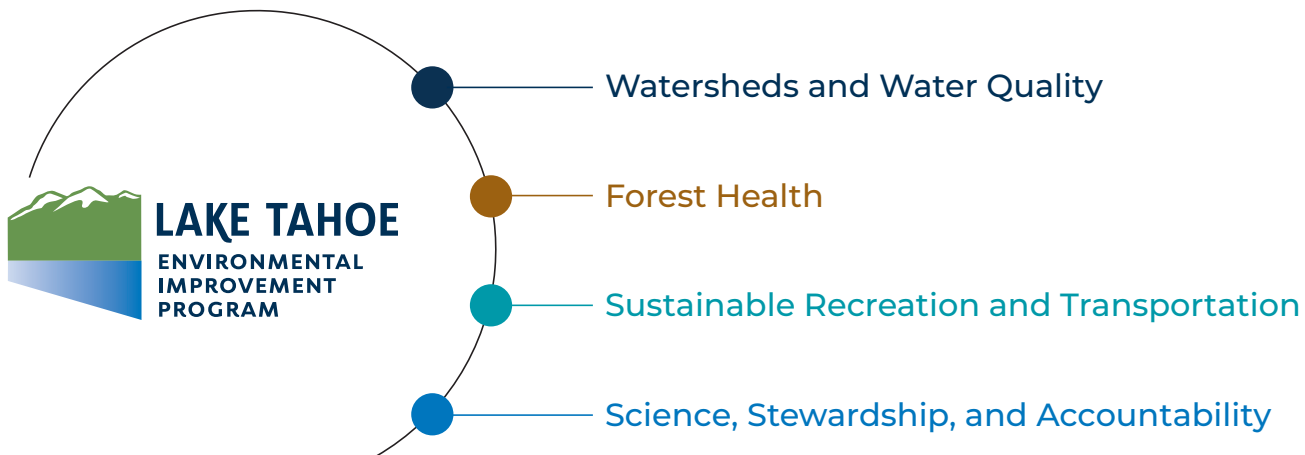 LAKE TAHOE
ENVIRONMENTAL
IMPROVEMENT
PROGRAM
Watersheds and Water Quality
Forest Health
Sustainable Recreation and Transportation
Science, Stewardship, and Accountability